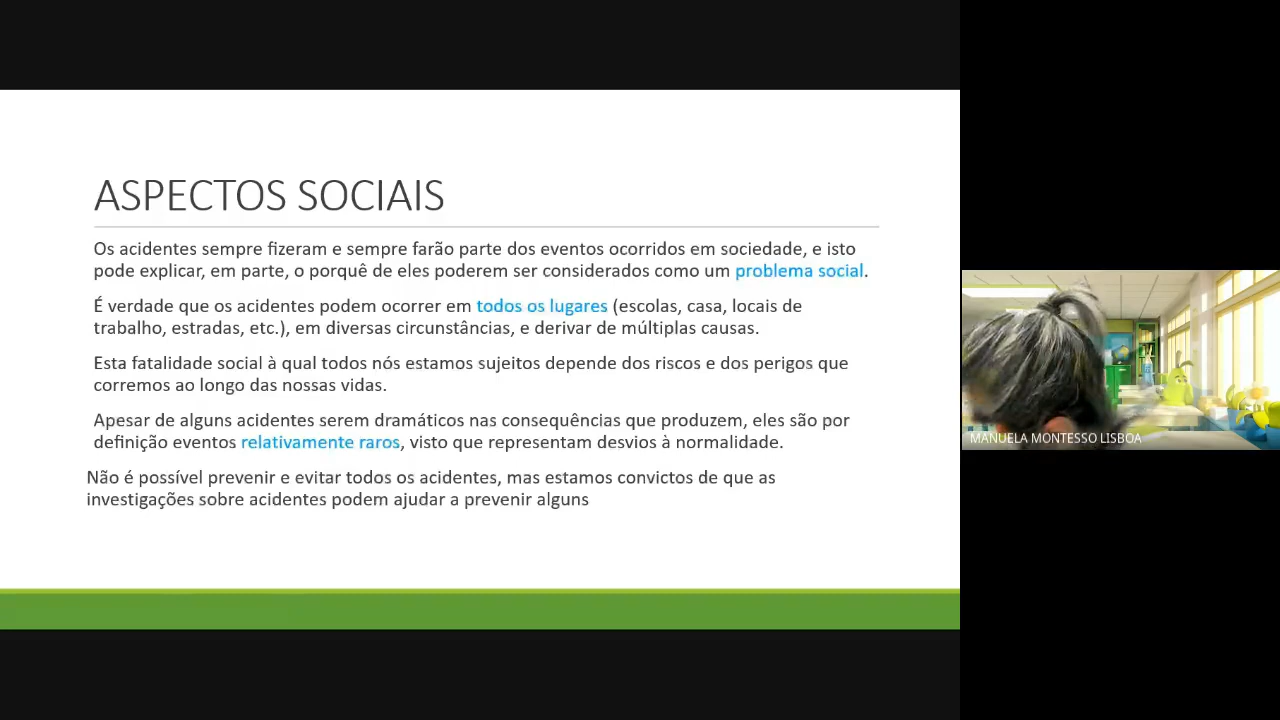 ASPECTOS SOCIAIS
Os acidentes sempre fizeram e sempre farão parte dos eventos ocorridos em sociedade, e isto
pode explicar, em parte, o porquê de eles poderem ser considerados como um problema social.
É verdade que os acidentes podem ocorrer em todos os lugares (escolas, casa, locais de
trabalho, estradas, etc.), em diversas circunstâncias, e derivar de múltiplas causas.
Esta fatalidade social à qual todos nós estamos sujeitos depende dos riscos e dos perigos que
corremos ao longo das nossas vidas.
Apesar de alguns acidentes serem dramáticos nas consequências que produzem, eles são por
definição eventos relativamente raros, visto que representam desvios à normalidade.
Não é possível prevenir e evitar todos os acidentes, mas estamos convictos de que as
investigações sobre acidentes podem ajudar a prevenir alguns
MANUELA MONTESSO LISBOA